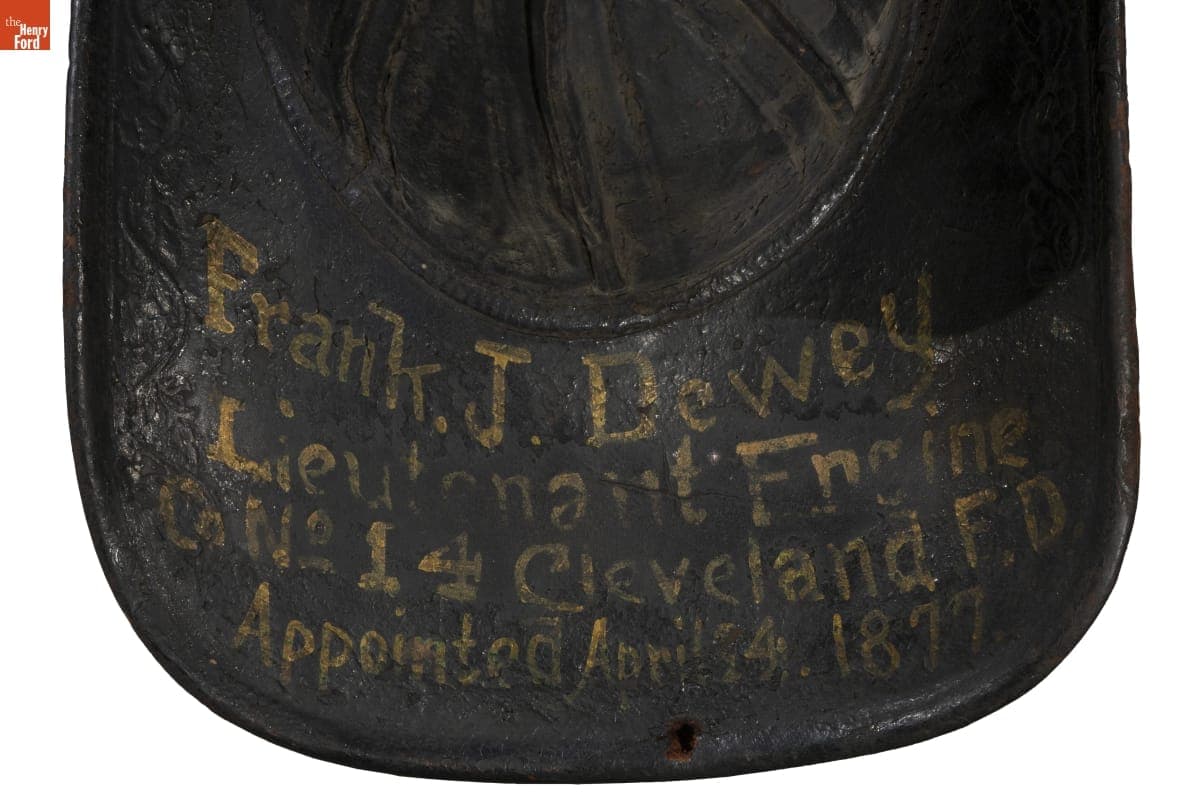 the
Henry
Ford
Frank. J. Dewey
Lieutenant Engine
Co No 14 Cleveland F.D.
Appointed April 24. 1877.